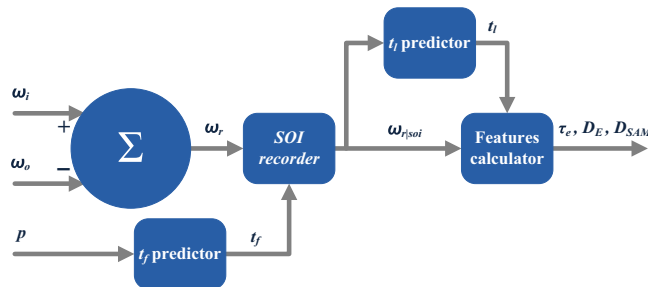 t_l predictor
t_l
ω_i
+
Σ
ω_r
SOI
recorder
ω_r|soi
Features
calculator
τ_e, D_E, D_SAM
ω_o
−
p
t_f predictor
t_f